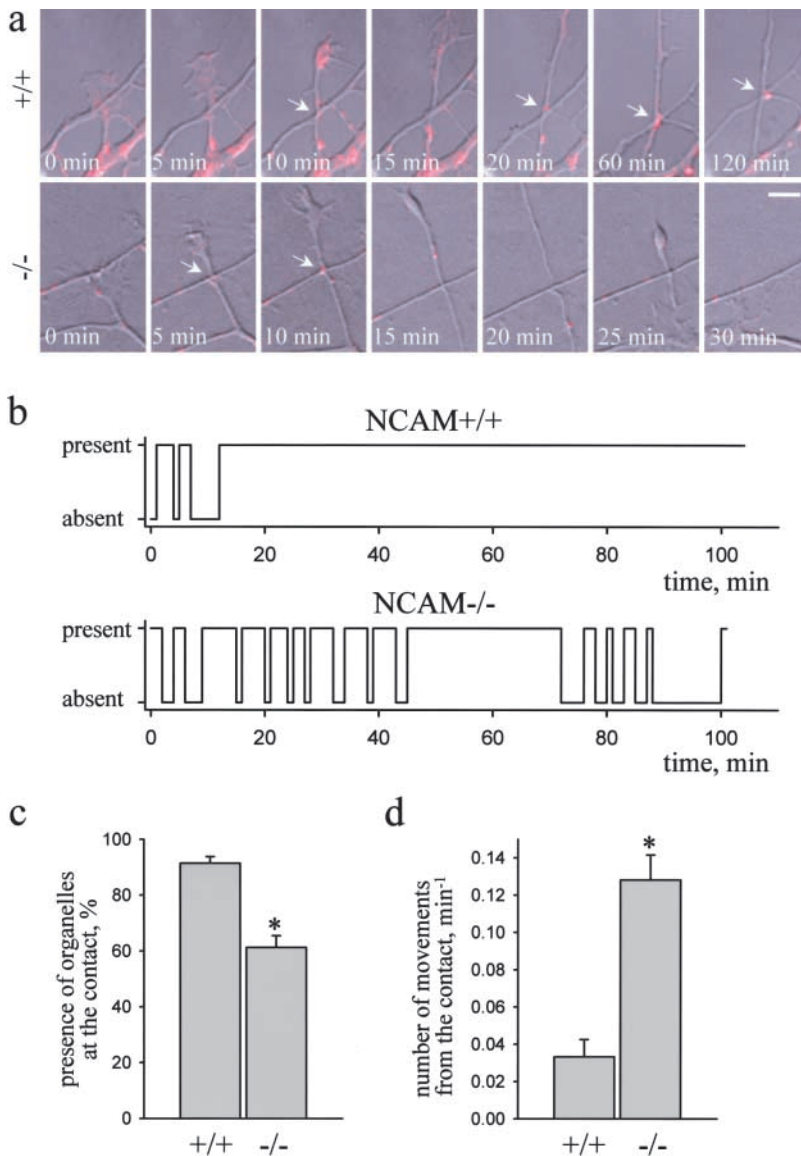 a
+/+
0 min 5 min 10 min 15 min 20 min 60 min 120 min
-/-
0 min 5 min 10 min 15 min 20 min 25 min 30 min
b
NCAM+/+
present
absent
0 20 40 60 80 100
time, min
NCAM-/-
present
absent
0 20 40 60 80 100
time, min
c
presence of organelles
at the contact, %
100
80
60
40
20
0
*
+/+ -/-
d
number of movements
from the contact, min⁻¹
0.14
0.12
0.10
0.08
0.06
0.04
0.02
0.00
*
+/+ -/-